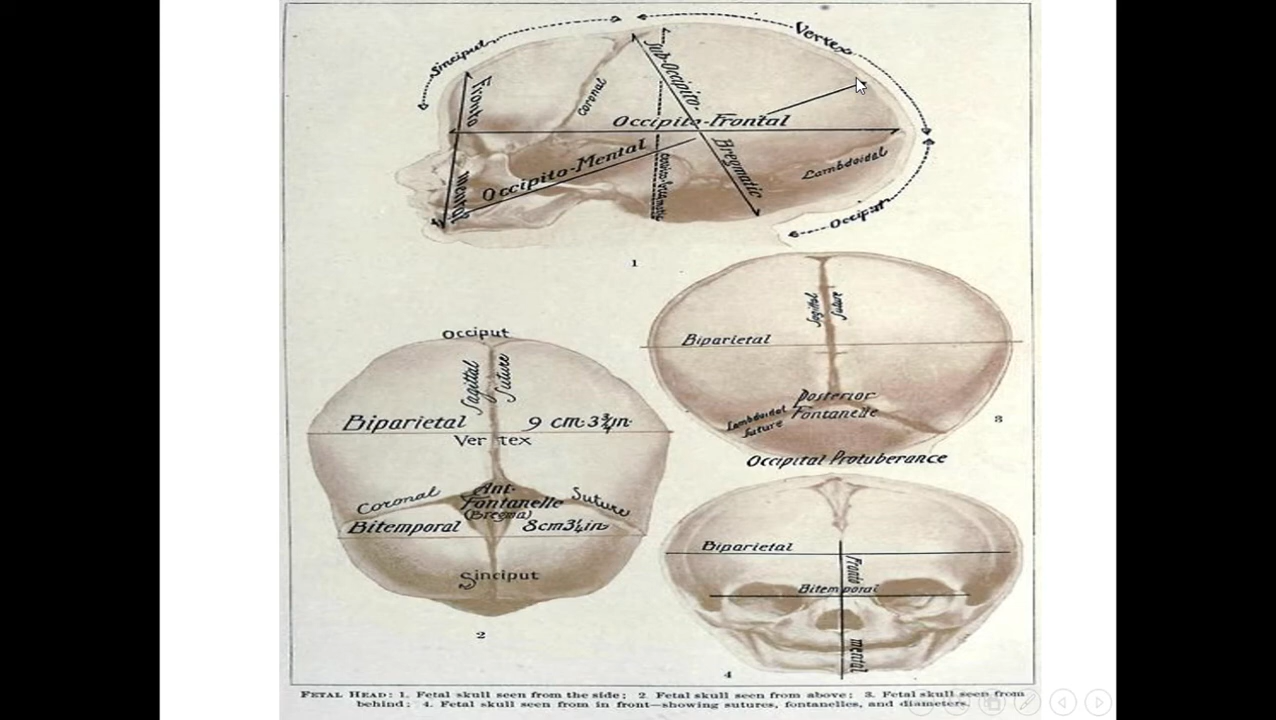 Sinciput
Vertex
Fronto
mental
Coronal
Sub-Occipito-
Bregmatic
Occipito-Frontal
Occipito-Mental
Lambdoidal
Occiput
1
Occiput
Sagittal
Suture
Biparietal 9 cm. 3¾in.
Vertex
Coronal Suture
Ant.
Fontanelle
(Bregma)
Bitemporal 8cm 3¼in.
Sinciput
2
Sagittal
Suture
Biparietal
Posterior
Fontanelle
Lambdoidal
Suture
3
Occipital Protuberance
Biparietal
Fronto
Bitemporal
mental
4
FETAL HEAD: 1. Fetal skull seen from the side; 2. Fetal skull seen from above; 3. Fetal skull seen from
behind; 4. Fetal skull seen from in front—showing sutures, fontanelles, and diameters.